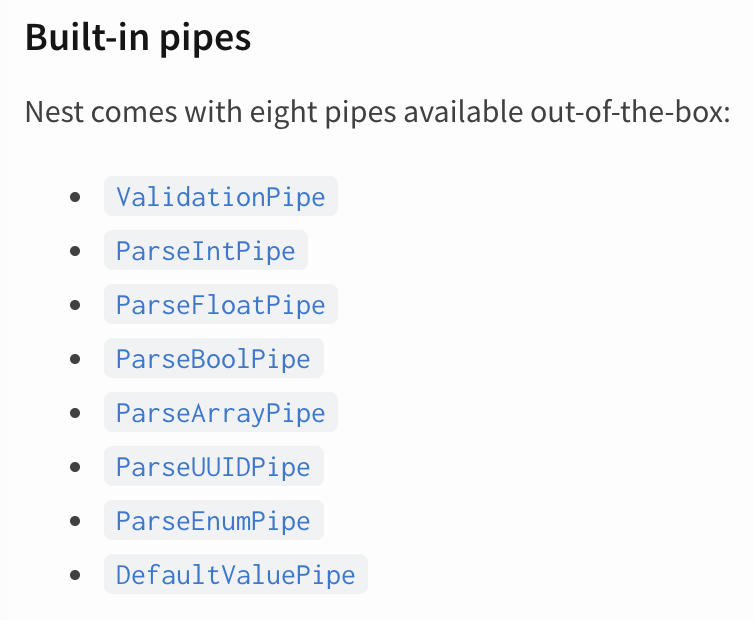 Built-in pipes
Nest comes with eight pipes available out-of-the-box:
ValidationPipe
ParseIntPipe
ParseFloatPipe
ParseBoolPipe
ParseArrayPipe
ParseUUIDPipe
ParseEnumPipe
DefaultValuePipe